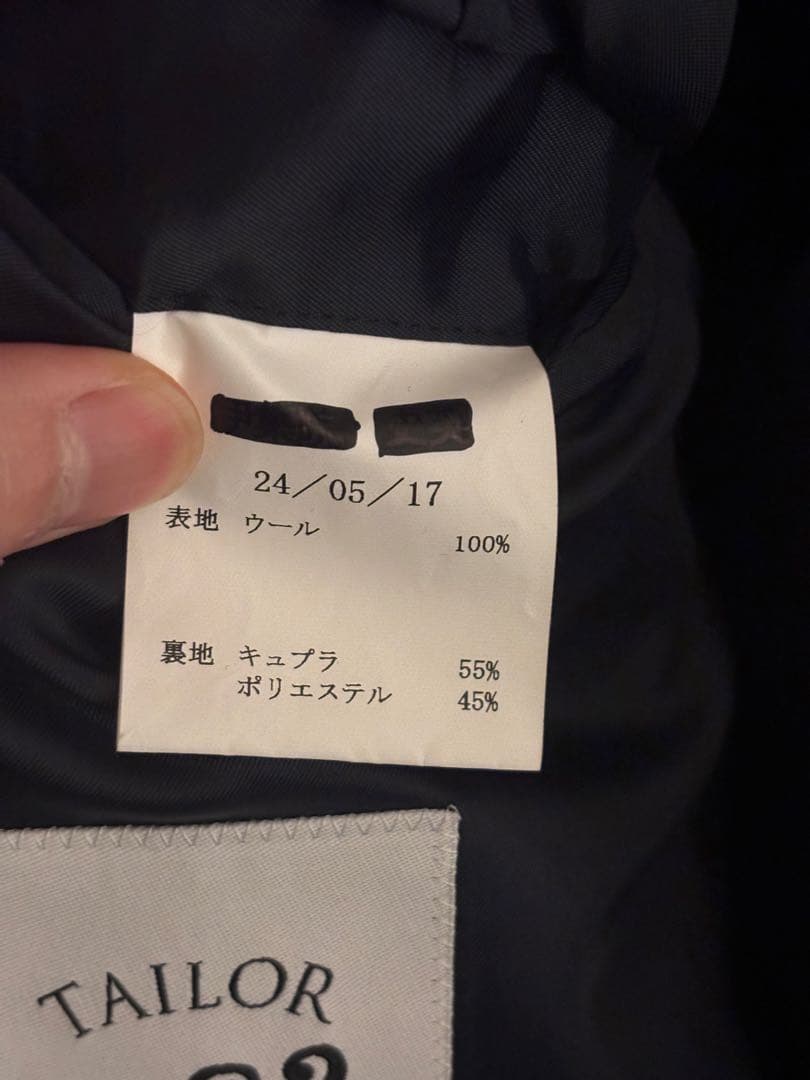 24/05/17
表地 ウール 100%
裏地 キュプラ 55%
ポリエステル 45%
TAILOR